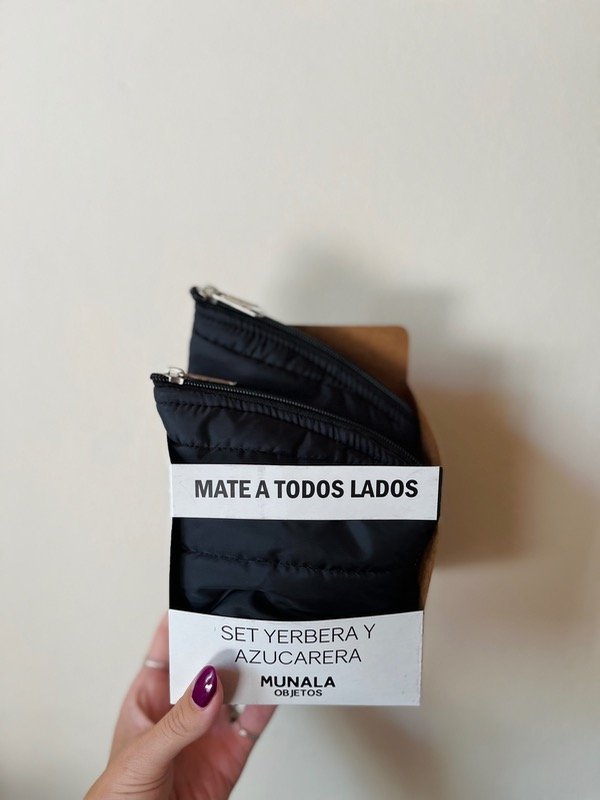 MATE A TODOS LADOS
SET YERBERA Y
AZUCARERA
MUNALA
OBJETOS